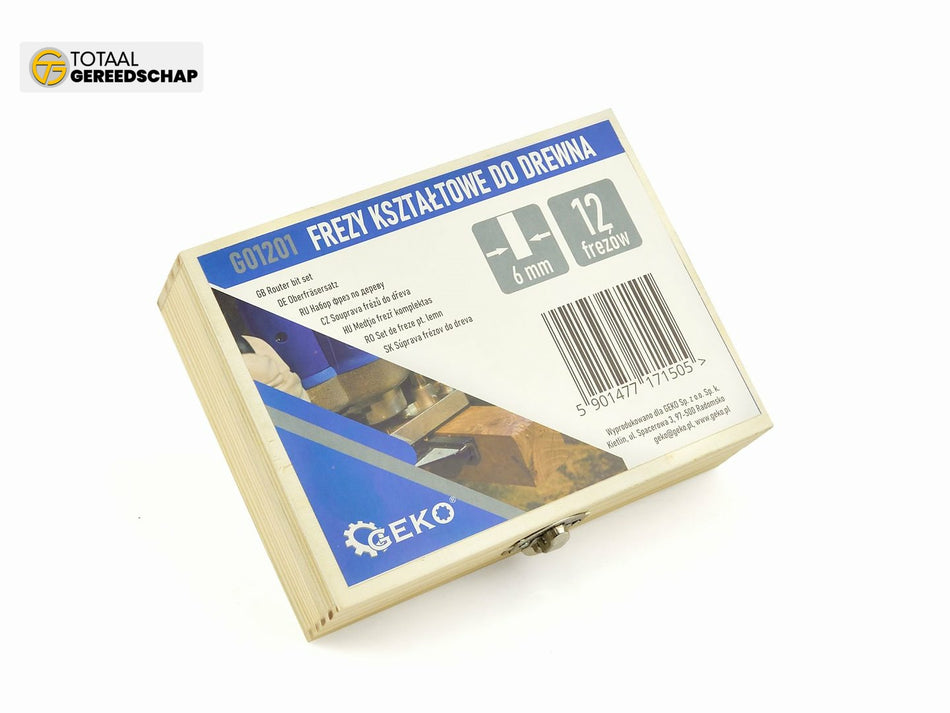 TOTAAL
GEREEDSCHAP
G01201 FREZY KSZTAŁTOWE DO DREWNA
GB Router bit set
DE Oberfräsersatz
RU Набор фрез по дереву
CZ Souprava frézů do dřeva
HU Medtjio frezī komplektas
RO Set de freze pt. lemn
SK Súprava frézov do dreva
6 mm
12
frezów
5 901477 171505 >
Wyprodukowano dla GEKO Sp. z o.o. Sp. k.
Kietlin, ul. Spacerowa 3, 97-500 Radomsko
geko@geko.pl, www.geko.pl
GEKO®